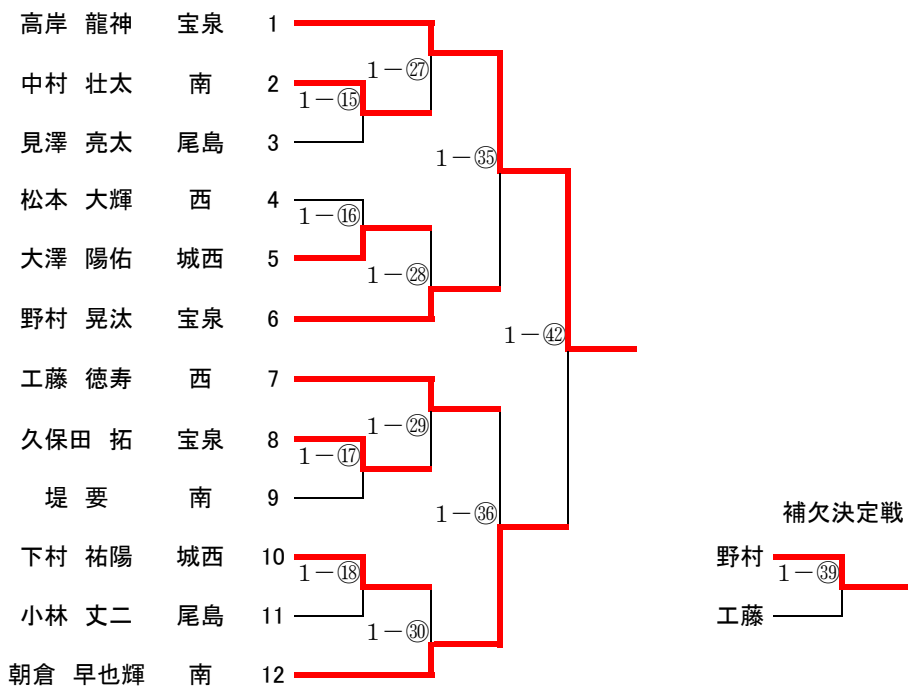 高岸 龍神 宝泉 1
1－㉗
中村 壮太 南 2
1－⑮
見澤 亮太 尾島 3
1－㉟
松本 大輝 西 4
1－⑯
大澤 陽佑 城西 5
1－㉘
野村 晃汰 宝泉 6
1－㊷
工藤 徳寿 西 7
1－㉙
久保田 拓 宝泉 8
1－⑰
堤 要 南 9
1－㊱
補欠決定戦
下村 祐陽 城西 10
1－⑱
野村
1－㊴
小林 丈二 尾島 11
工藤
1－㉚
朝倉 早也輝 南 12